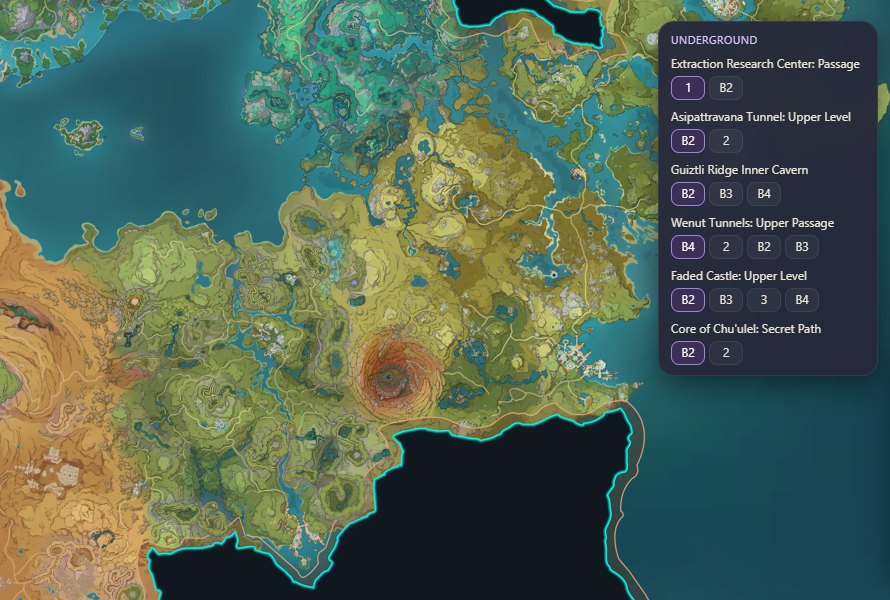 UNDERGROUND
Extraction Research Center: Passage
1 B2
Asipattravana Tunnel: Upper Level
B2 2
Guiztli Ridge Inner Cavern
B2 B3 B4
Wenut Tunnels: Upper Passage
B4 2 B2 B3
Faded Castle: Upper Level
B2 B3 3 B4
Core of Chu'ulel: Secret Path
B2 2